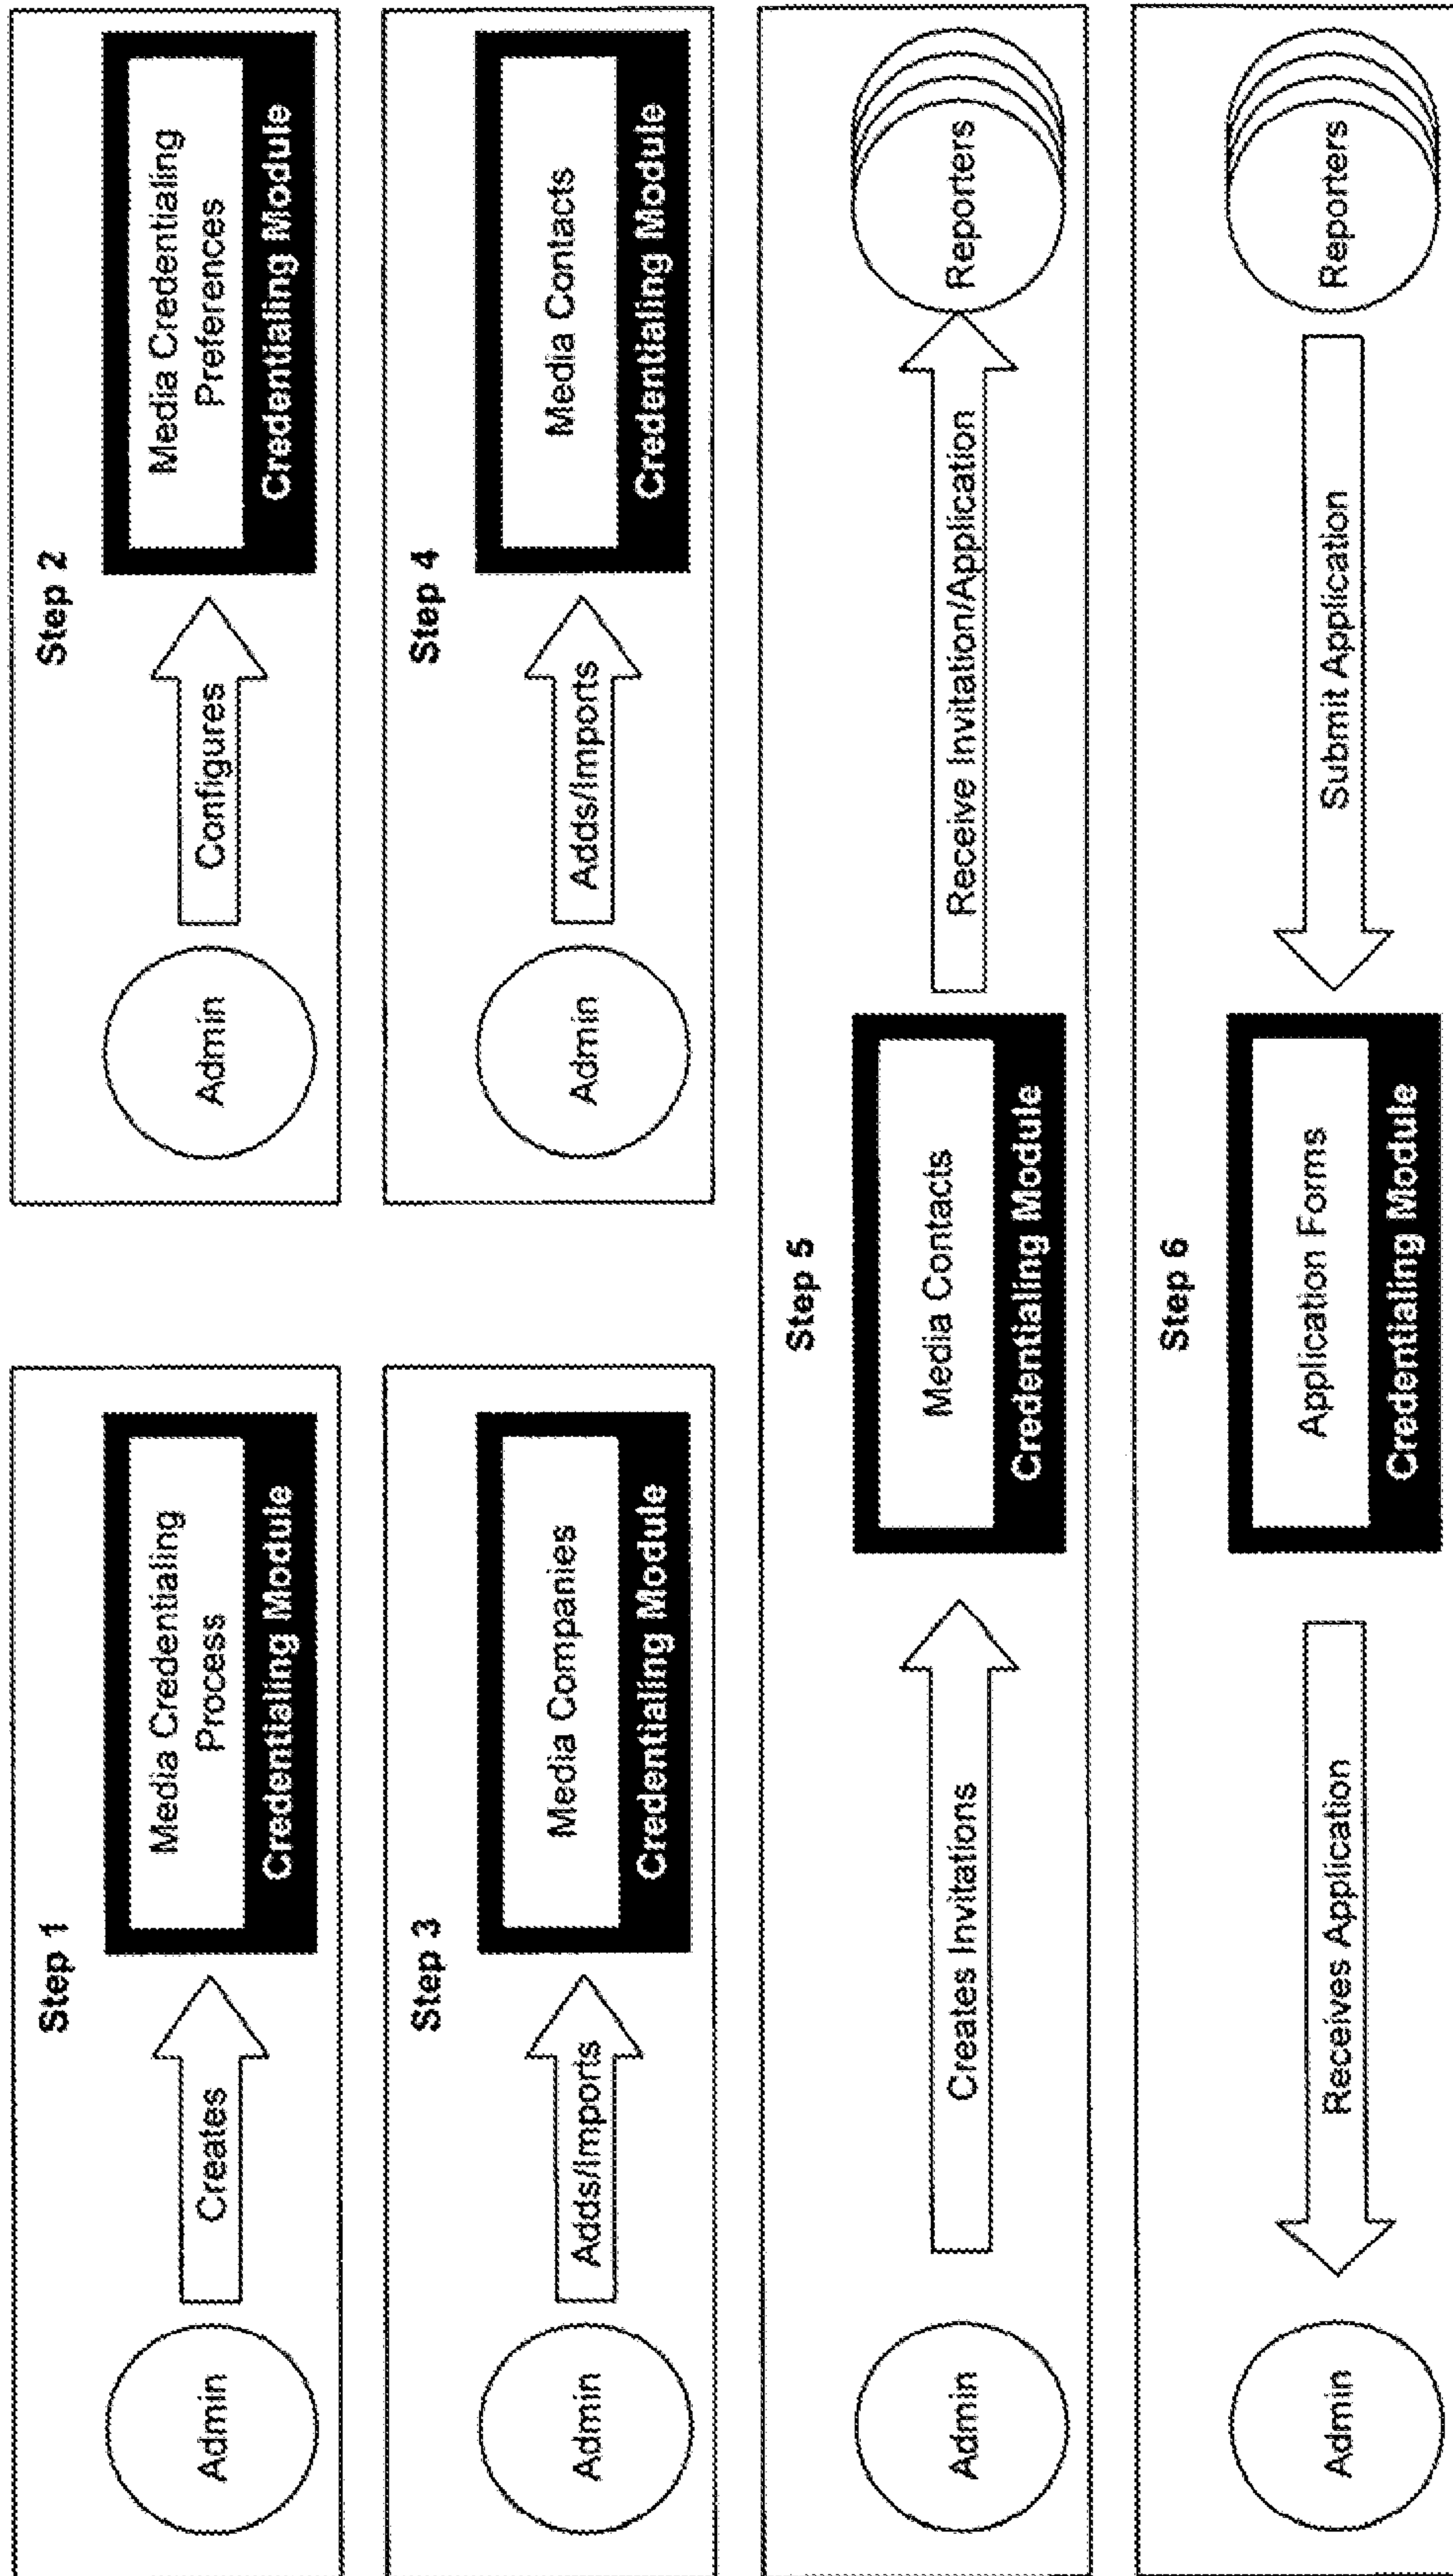 Step 1
Admin
Creates
Media Credentialing
Process
Credentialing Module
Step 2
Admin
Configures
Media Credentialing
Preferences
Credentialing Module
Step 3
Admin
Adds/Imports
Media Companies
Credentialing Module
Step 4
Admin
Adds/Imports
Media Contacts
Credentialing Module
Step 5
Admin
Creates Invitations
Media Contacts
Credentialing Module
Receive Invitation/Application
Reporters
Step 6
Admin
Receives Application
Application Forms
Credentialing Module
Submit Application
Reporters